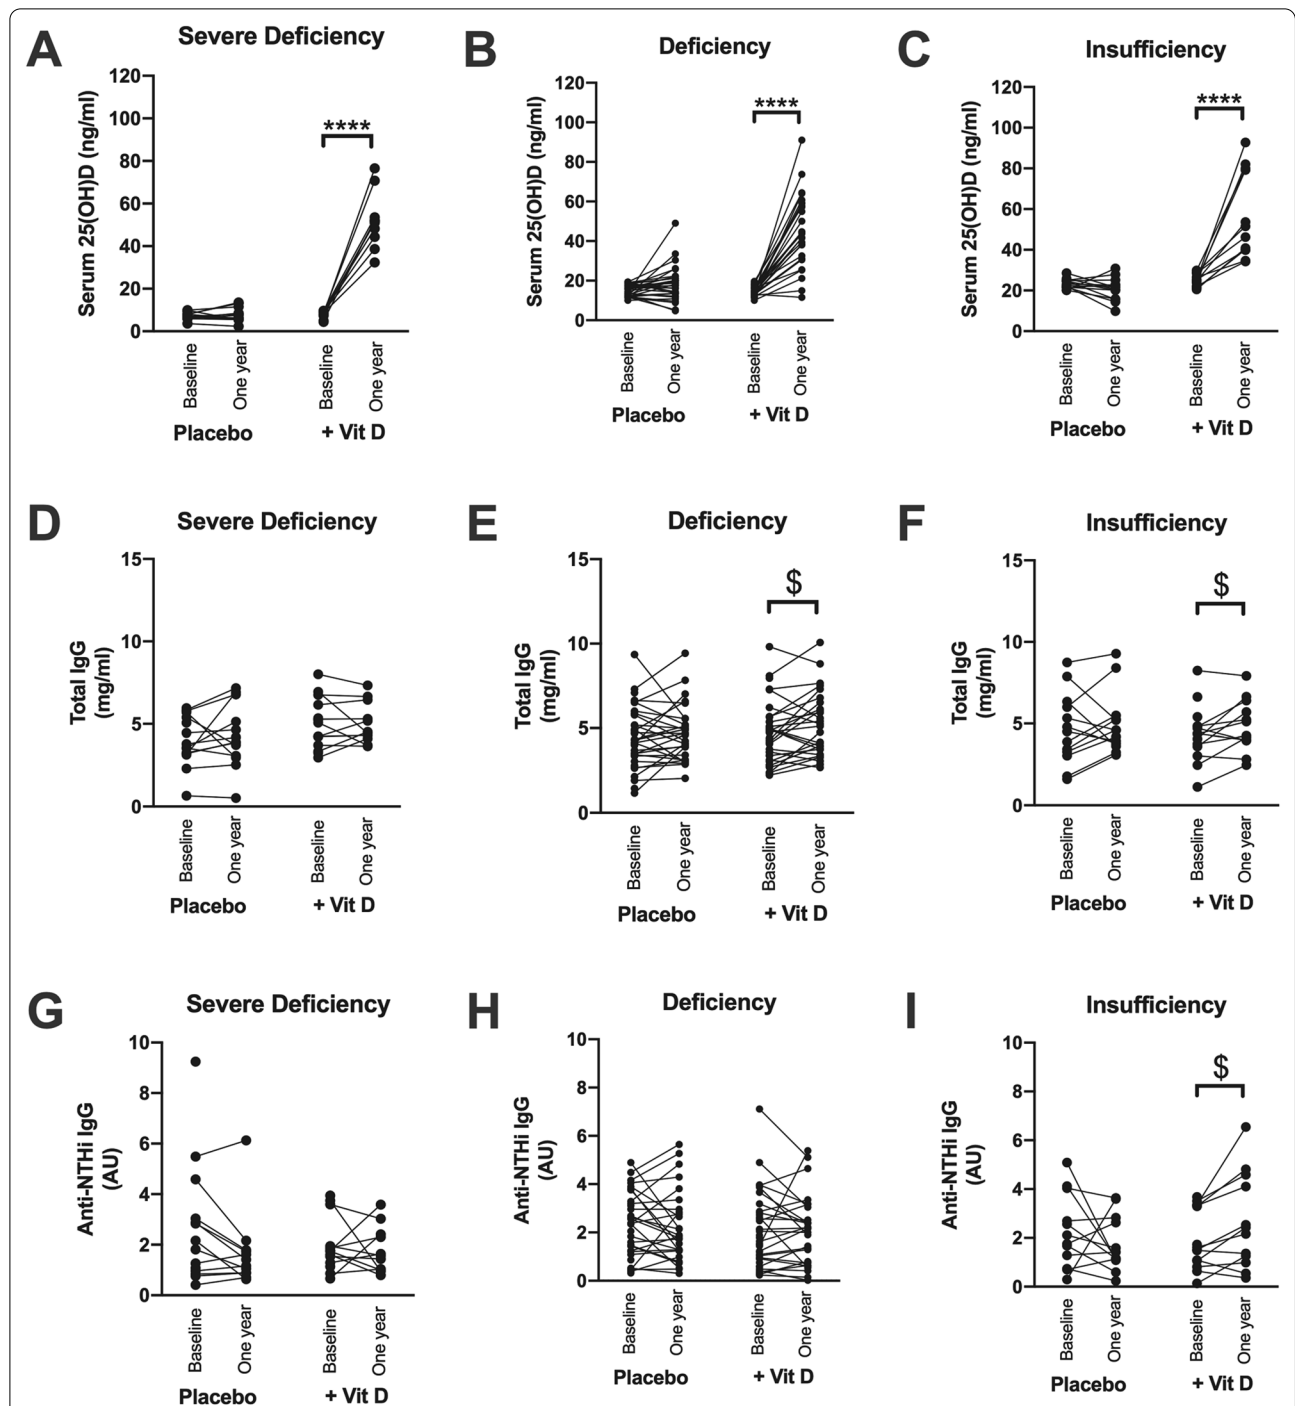 A
Severe Deficiency
Serum 25(OH)D (ng/ml)
120
100
80
60
40
20
0
****
Baseline
One year
Baseline
One year
Placebo
+ Vit D
B
Deficiency
Serum 25(OH)D (ng/ml)
120
100
80
60
40
20
0
****
Baseline
One year
Baseline
One year
Placebo
+ Vit D
C
Insufficiency
Serum 25(OH)D (ng/ml)
120
100
80
60
40
20
0
****
Baseline
One year
Baseline
One year
Placebo
+ Vit D
D
Severe Deficiency
Total IgG
(mg/ml)
15
10
5
0
Baseline
One year
Baseline
One year
Placebo
+ Vit D
E
Deficiency
Total IgG
(mg/ml)
15
10
5
0
$
Baseline
One year
Baseline
One year
Placebo
+ Vit D
F
Insufficiency
Total IgG
(mg/ml)
15
10
5
0
$
Baseline
One year
Baseline
One year
Placebo
+ Vit D
G
Severe Deficiency
Anti-NTHi IgG
(AU)
10
8
6
4
2
0
Baseline
One year
Baseline
One year
Placebo
+ Vit D
H
Deficiency
Anti-NTHi IgG
(AU)
10
8
6
4
2
0
Baseline
One year
Baseline
One year
Placebo
+ Vit D
I
Insufficiency
Anti-NTHi IgG
(AU)
10
8
6
4
2
0
$
Baseline
One year
Baseline
One year
Placebo
+ Vit D